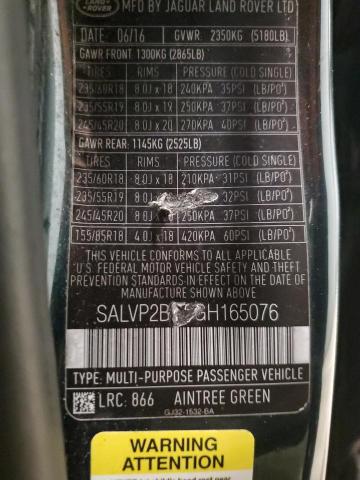 LAND ROVER MFD BY JAGUAR LAND ROVER LTD
DATE 06/16 GVWR. 2350KG (5180LB)
GAWR FRONT 1300KG (2865LB)
TIRES RIMS PRESSURE (COLD SINGLE)
235/60R18 8.0J x 18 240KPA 35PSI (LB/PO²)
235/55R19 8.0J x 19 250KPA 37PSI (LB/PO²)
245/45R20 8.0J x 20 270KPA 40PSI (LB/PO²)
GAWR REAR: 1145KG (2525LB)
TIRES RIMS PRESSURE (COLD SINGLE)
235/60R18 8.0J x 18 210KPA 31PSI (LB/PO²)
235/55R19 32PSI (LB/PO²)
245/45R20 250KPA 37PSI (LB/PO²)
155/85R18 4.0J x 18 420KPA 60PSI (LB/PO²)
THIS VEHICLE CONFORMS TO ALL APPLICABLE
U.S. FEDERAL MOTOR VEHICLE SAFETY
STANDARDS IN EFFECT ON THE DATE
OF MANUFACTURE SHOWN ABOVE
SALVP2B GH165076
TYPE: MULTI-PURPOSE PASSENGER VEHICLE
LRC: 866 AINTREE GREEN
GJ32-1532-BA
WARNING
ATTENTION